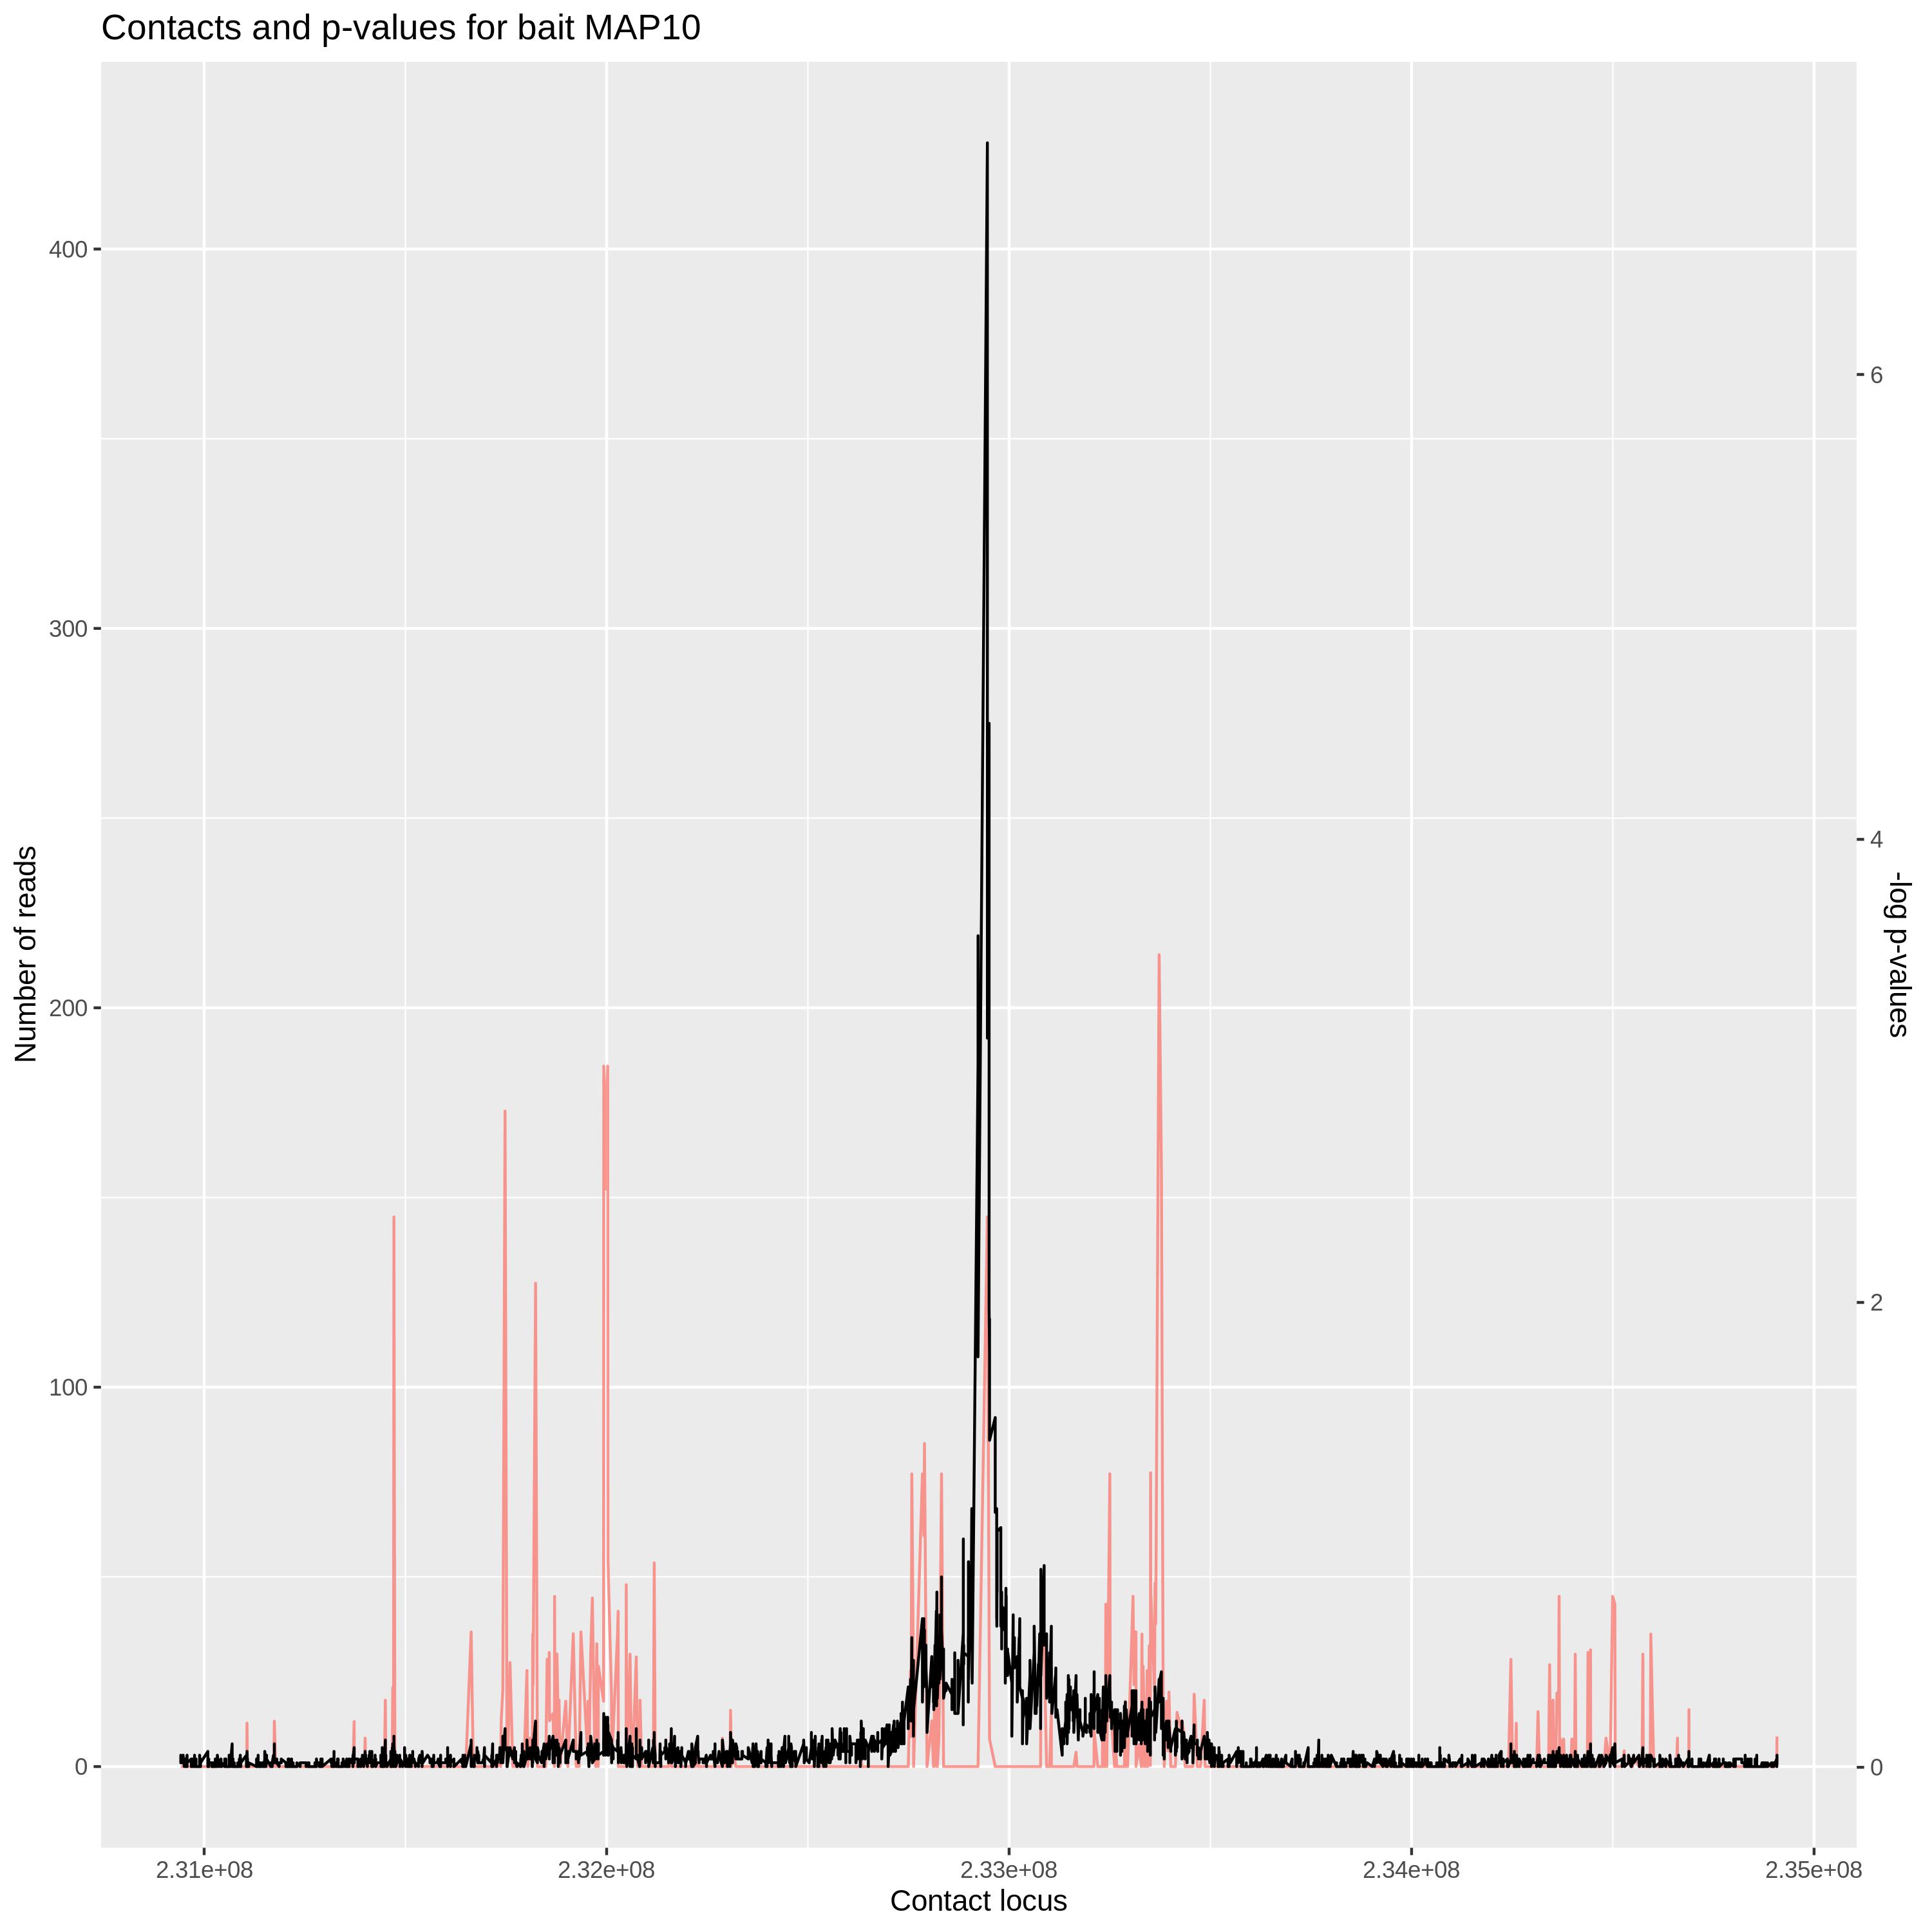 Contacts and p-values for bait MAP10
400
300
200
100
0
Number of reads
6
4
2
0
-log p-values
2.31e+08
2.32e+08
2.33e+08
2.34e+08
2.35e+08
Contact locus